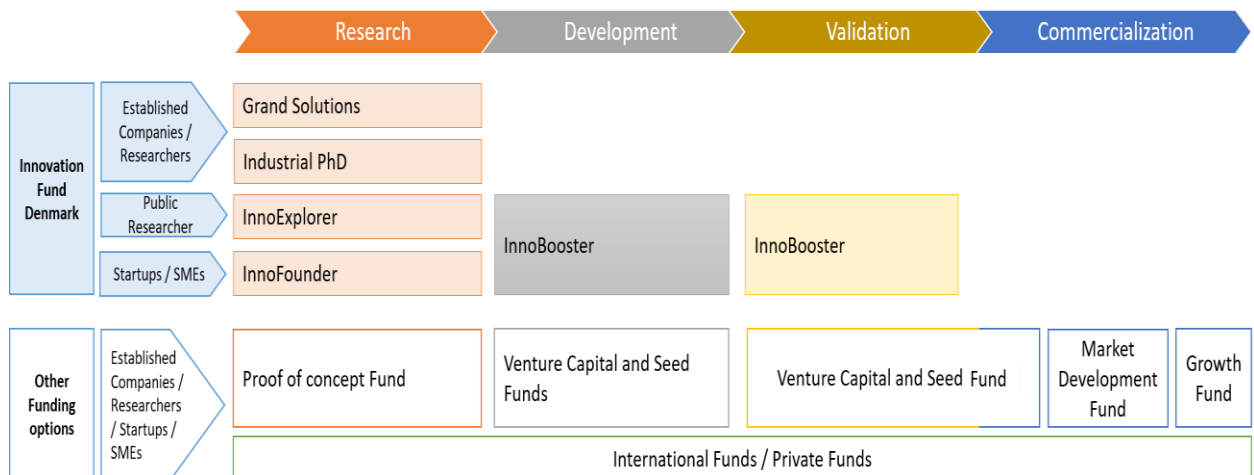 Research
Development
Validation
Commercialization
Innovation
Fund
Denmark
Established
Companies /
Researchers
Grand Solutions
Industrial PhD
Public
Researcher
InnoExplorer
Startups / SMEs
InnoFounder
InnoBooster
InnoBooster
Other
Funding
options
Established
Companies /
Researchers
/ Startups /
SMEs
Proof of concept Fund
Venture Capital and Seed
Funds
Venture Capital and Seed Fund
Market
Development
Fund
Growth
Fund
International Funds / Private Funds